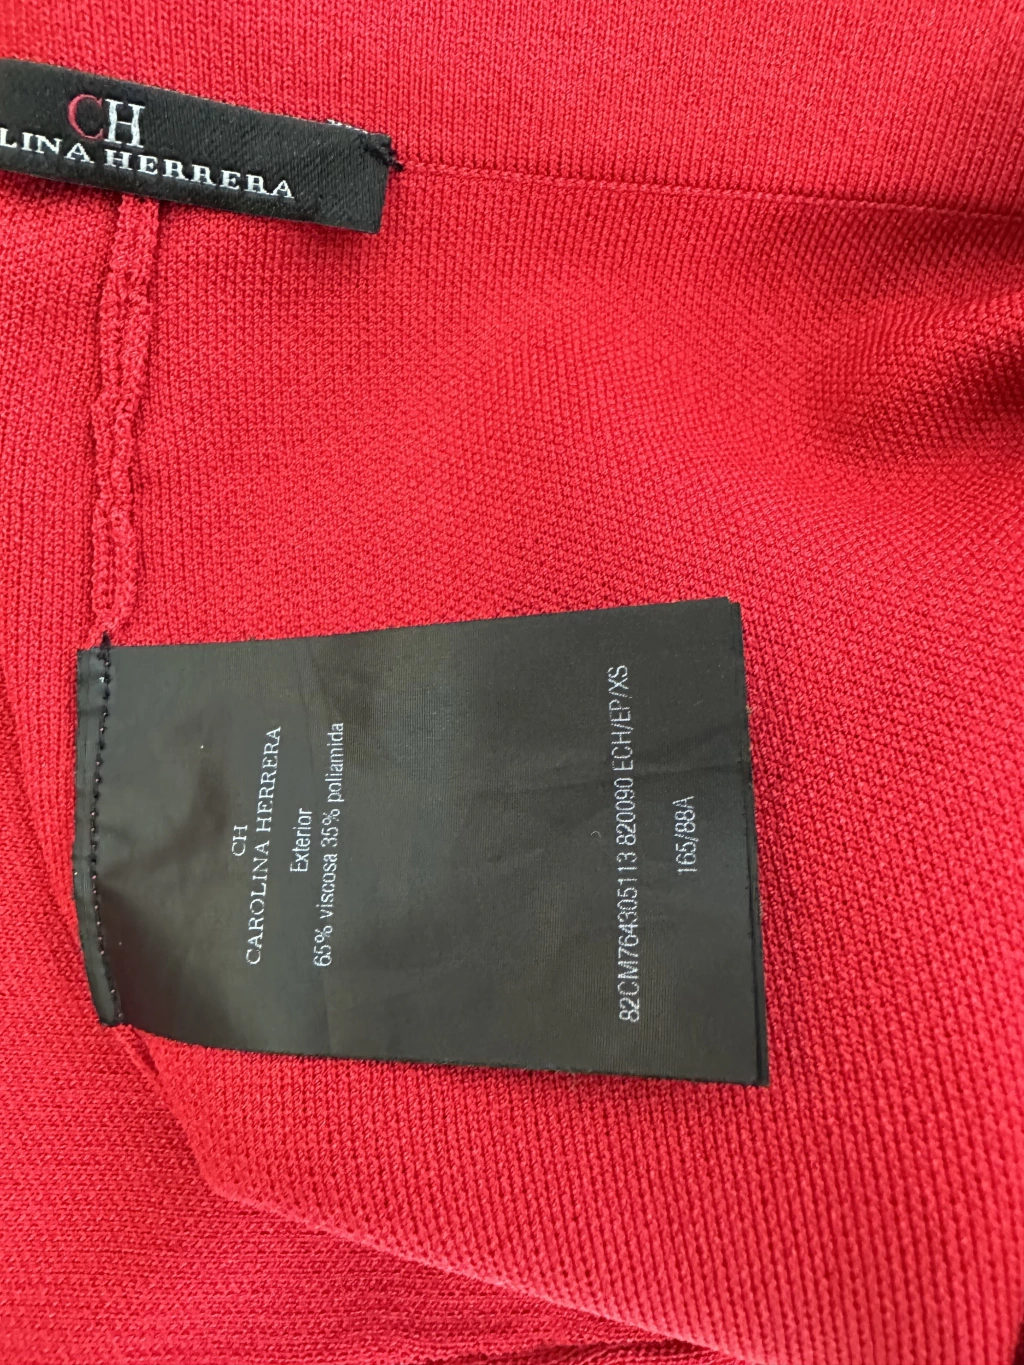 CH
LINA HERRERA
CH
CAROLINA HERRERA
Exterior
65% viscosa 35% poliamida
82CM764305113 820090 ECH/EP/XS
165/88A